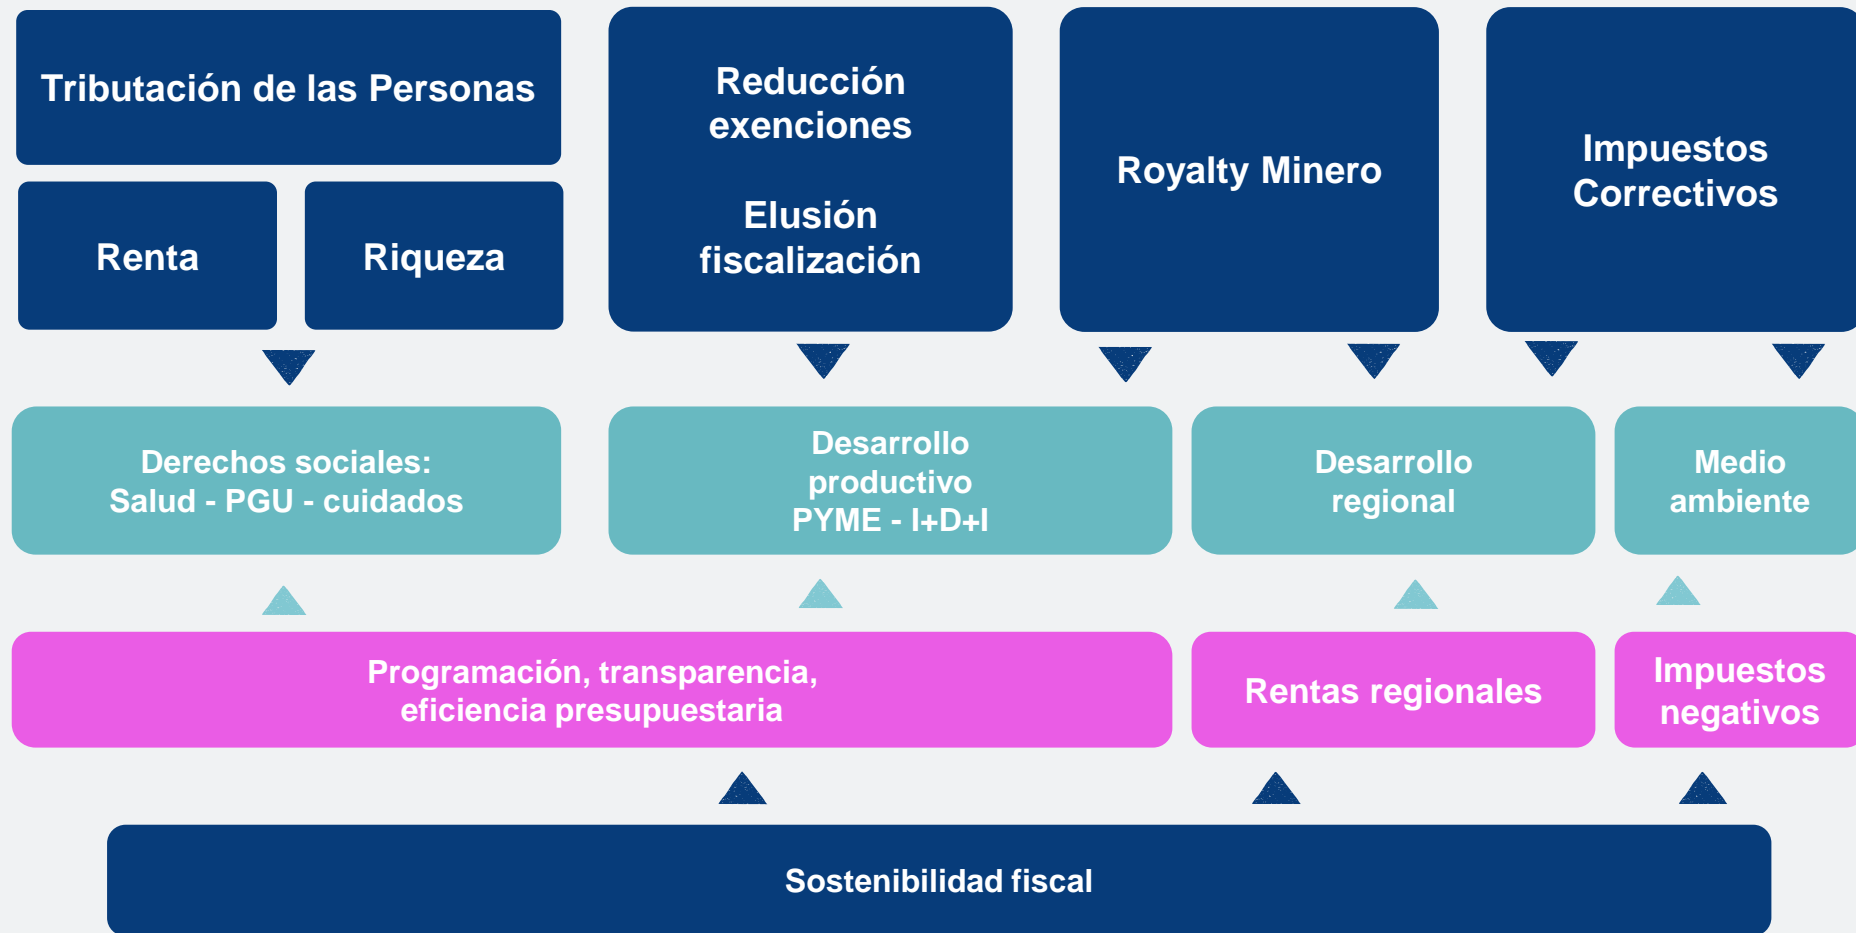 Tributación de las Personas
Renta
Riqueza
Reducción
exenciones
Elusión
fiscalización
Royalty Minero
Impuestos
Correctivos
Derechos sociales:
Salud - PGU - cuidados
Desarrollo
productivo
PYME - I+D+I
Desarrollo
regional
Medio
ambiente
Programación, transparencia,
eficiencia presupuestaria
Rentas regionales
Impuestos
negativos
Sostenibilidad fiscal